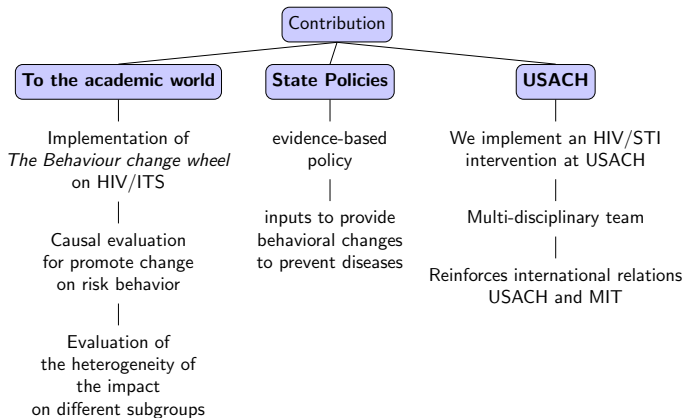 Contribution
To the academic world
Implementation of
The Behaviour change wheel
on HIV/ITS
Causal evaluation
for promote change
on risk behavior
Evaluation of
the heterogeneity of
the impact
on different subgroups
State Policies
evidence-based
policy
inputs to provide
behavioral changes
to prevent diseases
USACH
We implement an HIV/STI
intervention at USACH
Multi-disciplinary team
Reinforces international relations
USACH and MIT